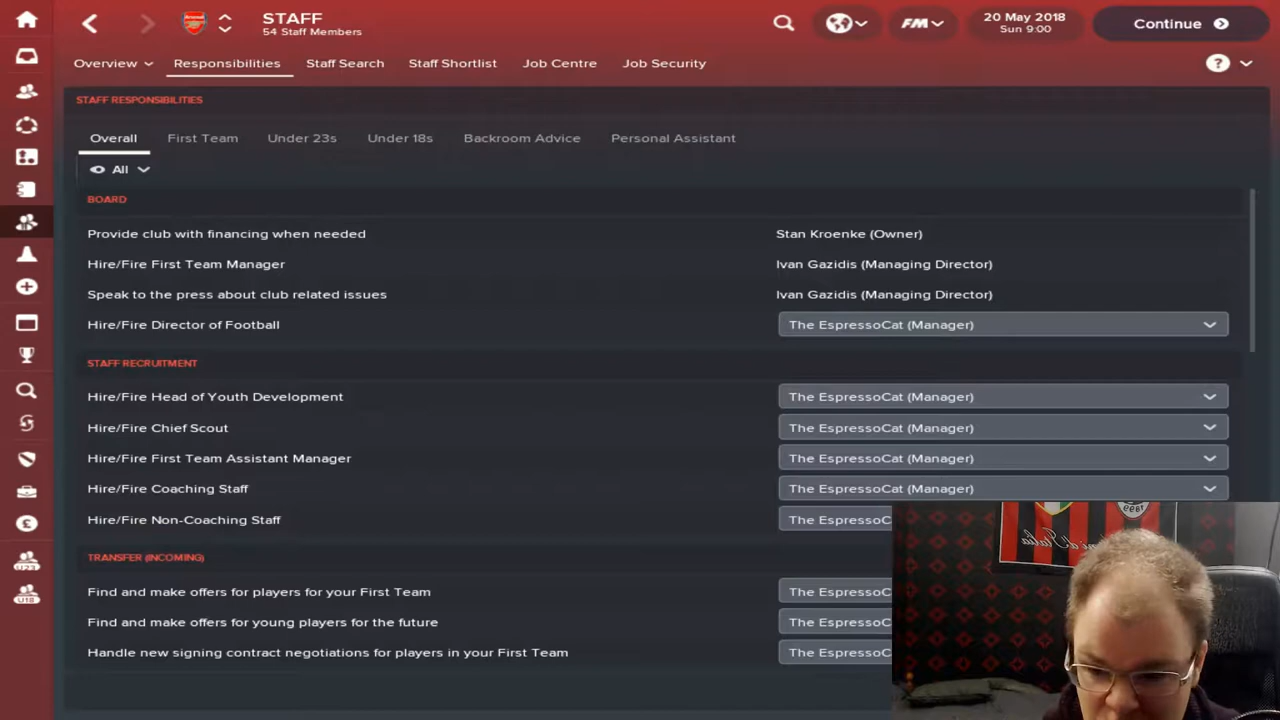 STAFF
54 Staff Members
FM
20 May 2018
Sun 9:00
Continue
Overview
Responsibilities
Staff Search
Staff Shortlist
Job Centre
Job Security
?
STAFF RESPONSIBILITIES
Overall
First Team
Under 23s
Under 18s
Backroom Advice
Personal Assistant
All
BOARD
Provide club with financing when needed
Stan Kroenke (Owner)
Hire/Fire First Team Manager
Ivan Gazidis (Managing Director)
Speak to the press about club related issues
Ivan Gazidis (Managing Director)
Hire/Fire Director of Football
The EspressoCat (Manager)
STAFF RECRUITMENT
Hire/Fire Head of Youth Development
The EspressoCat (Manager)
Hire/Fire Chief Scout
The EspressoCat (Manager)
Hire/Fire First Team Assistant Manager
The EspressoCat (Manager)
Hire/Fire Coaching Staff
The EspressoCat (Manager)
Hire/Fire Non-Coaching Staff
The EspressoC
TRANSFER (INCOMING)
Find and make offers for players for your First Team
The EspressoC
Find and make offers for young players for the future
The EspressoC
Handle new signing contract negotiations for players in your First Team
The EspressoC
U23
U18
1899